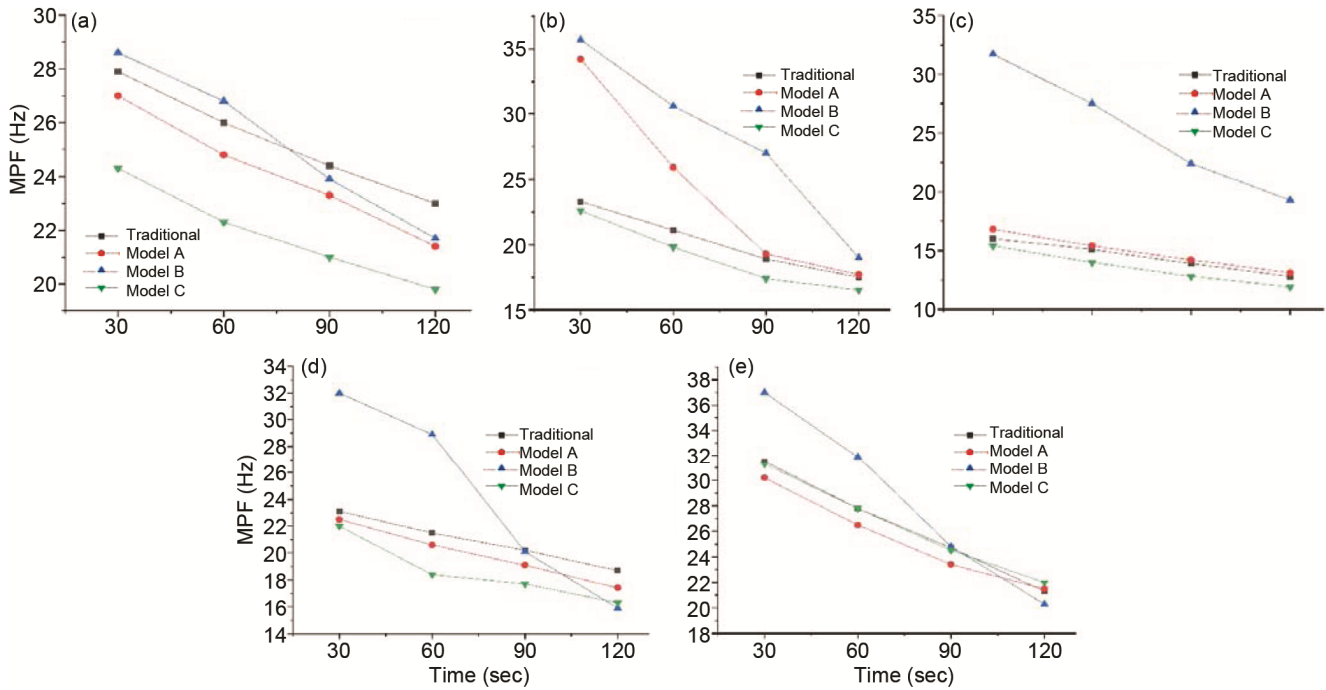 (a)
MPF (Hz)
30
28
26
24
22
20
Traditional
Model A
Model B
Model C
30 60 90 120
(b)
35
30
25
20
15
Traditional
Model A
Model B
Model C
30 60 90 120
(c)
35
30
25
20
15
10
Traditional
Model A
Model B
Model C
(d)
MPF (Hz)
34
32
30
28
26
24
22
20
18
16
14
Traditional
Model A
Model B
Model C
30 60 90 120
Time (sec)
(e)
38
36
34
32
30
28
26
24
22
20
18
Traditional
Model A
Model B
Model C
30 60 90 120
Time (sec)